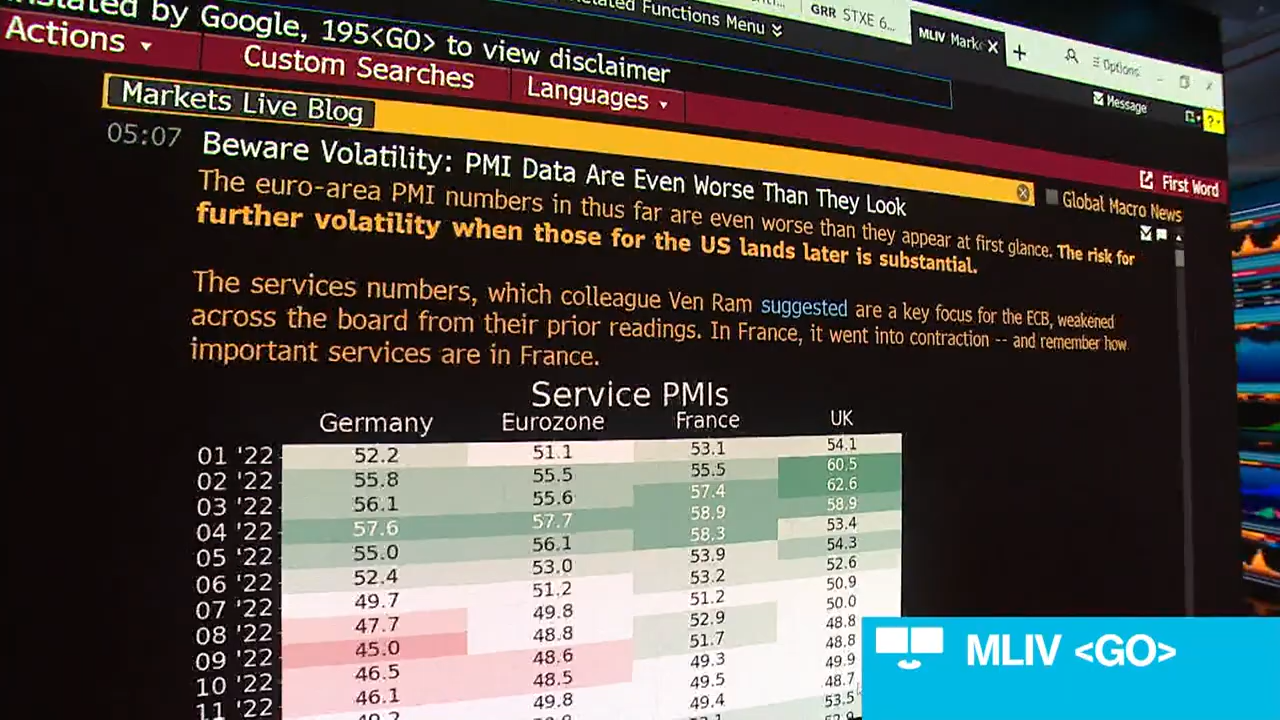 nslated by Google, 195<GO> to view disclaimer
lated Functions Menu
GRR STXE 6...
MLIV Mark
Options
Actions
Custom Searches
Languages
Message
?
Markets Live Blog
First Word
Global Macro News
05:07 Beware Volatility: PMI Data Are Even Worse Than They Look
The euro-area PMI numbers in thus far are even worse than they appear at first glance. The risk for
further volatility when those for the US lands later is substantial.
The services numbers, which colleague Ven Ram suggested are a key focus for the ECB, weakened
across the board from their prior readings. In France, it went into contraction -- and remember how
important services are in France.
Service PMIs
Germany Eurozone France UK
01 '22 52.2 51.1 53.1 54.1
02 '22 55.8 55.5 55.5 60.5
03 '22 56.1 55.6 57.4 62.6
04 '22 57.6 57.7 58.9 58.9
05 '22 55.0 56.1 58.3 53.4
06 '22 52.4 53.0 53.9 54.3
07 '22 49.7 51.2 53.2 52.6
08 '22 47.7 49.8 51.2 50.9
09 '22 45.0 48.8 52.9 50.0
10 '22 46.5 48.6 51.7 48.8
11 '22 46.1 48.5 49.3 48.8
49.2 49.8 49.5 49.9
49.4 48.7
53.5
MLIV <GO>